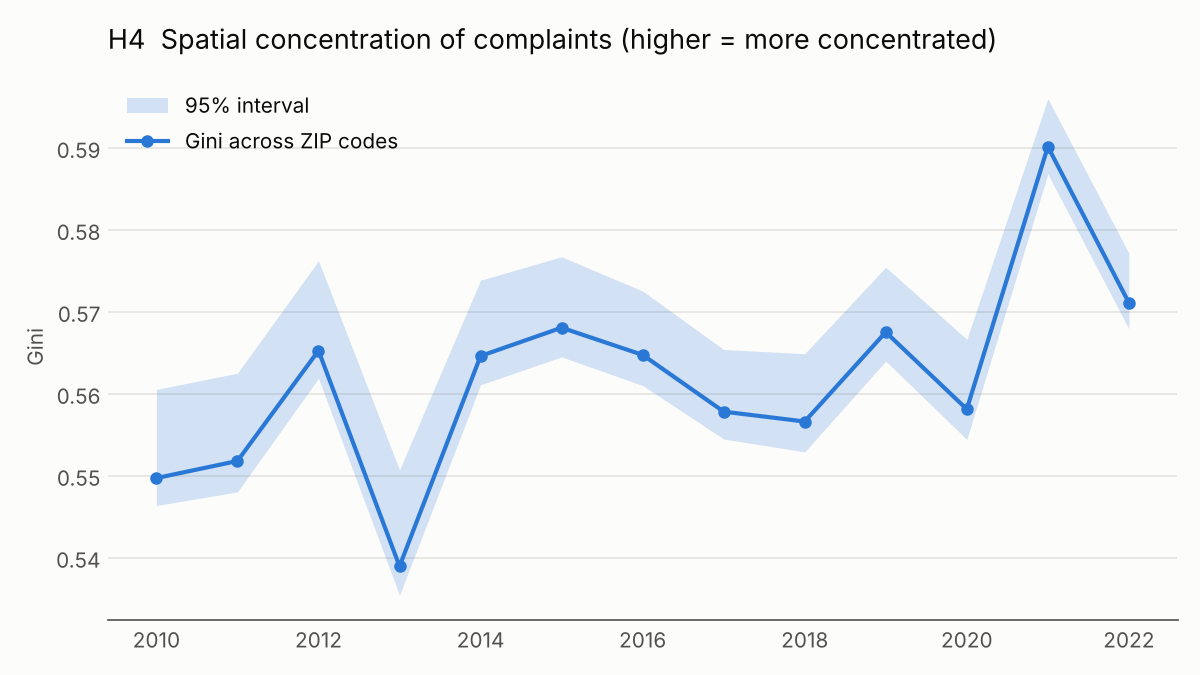 H4  Spatial concentration of complaints (higher = more concentrated)
95% interval
Gini across ZIP codes
0.59
0.58
0.57
0.56
0.55
0.54
Gini
2010 2012 2014 2016 2018 2020 2022